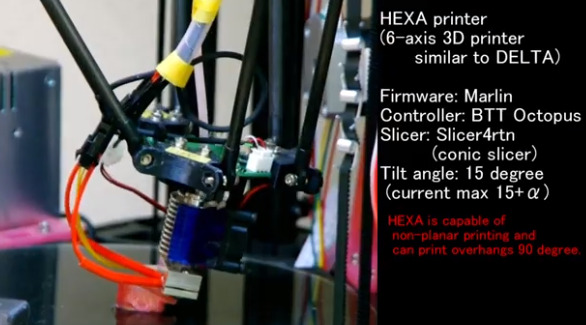 HEXA printer
(6-axis 3D printer
similar to DELTA)
Firmware: Marlin
Controller: BTT Octopus
Slicer: Slicer4rtn
(conic slicer)
Tilt angle: 15 degree
(current max 15+α)
HEXA is capable of
non-planar printing and
can print overhangs 90 degree.